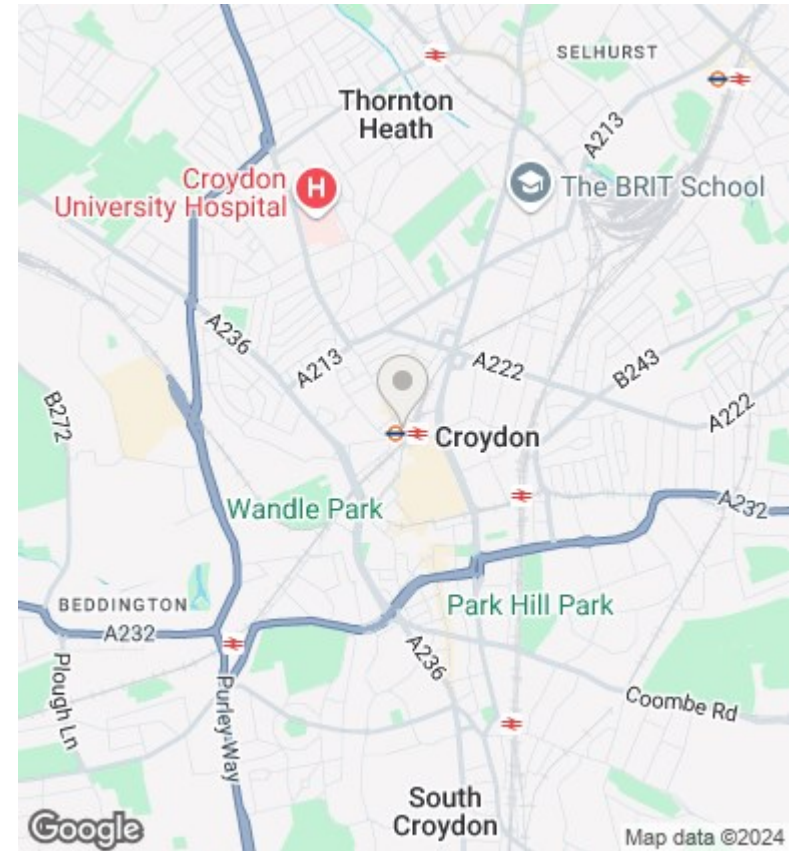 SELHURST
Thornton
Heath
A213
Croydon
University Hospital
H
The BRIT School
A236
A213
A222
B243
B272
A222
Croydon
Wandle Park
A232
BEDDINGTON
A232
Park Hill Park
A236
Plough Ln
Purley Way
Coombe Rd
South
Croydon
Google
Map data ©2024